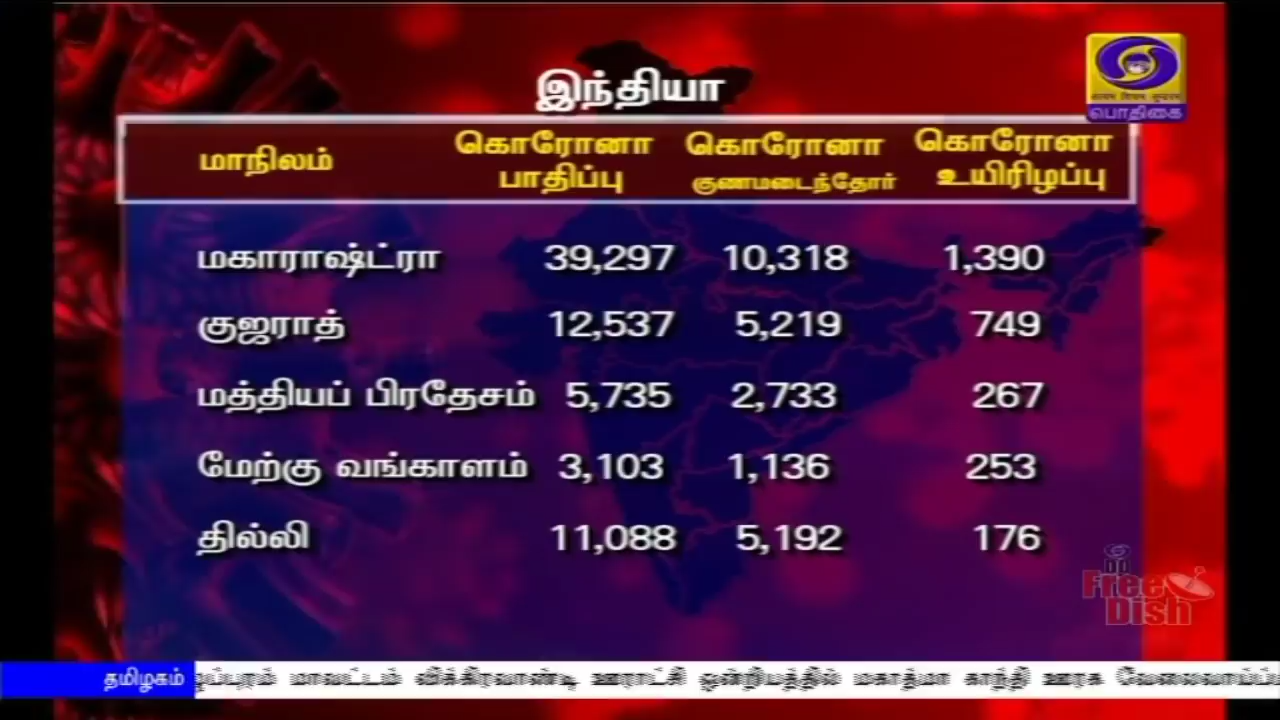 இந்தியா
பொதிகை
மாநிலம் கொரோனா பாதிப்பு கொரோனா குணமடைந்தோர் கொரோனா உயிரிழப்பு
மகாராஷ்ட்ரா 39,297 10,318 1,390
குஜராத் 12,537 5,219 749
மத்தியப் பிரதேசம் 5,735 2,733 267
மேற்கு வங்காளம் 3,103 1,136 253
தில்லி 11,088 5,192 176
DD
Free
Dish
தமிழகம் மாவட்டம் விக்கிரவாண்டி ஊராட்சி ஒன்றியத்தில் மகாத்மா காந்தி ஊரக